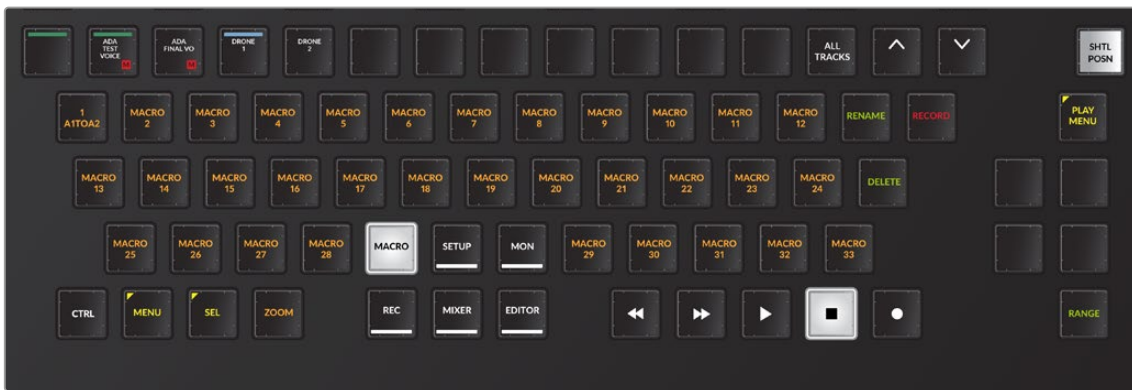 ADA
TEST
VOICE
M
ADA
FINAL VO
M
DRONE
1
DRONE
2
ALL
TRACKS
SHTL
POSN
1
A1TOA2
MACRO
2
MACRO
3
MACRO
4
MACRO
5
MACRO
6
MACRO
7
MACRO
8
MACRO
9
MACRO
10
MACRO
11
MACRO
12
RENAME
RECORD
PLAY
MENU
MACRO
13
MACRO
14
MACRO
15
MACRO
16
MACRO
17
MACRO
18
MACRO
19
MACRO
20
MACRO
21
MACRO
22
MACRO
23
MACRO
24
DELETE
MACRO
25
MACRO
26
MACRO
27
MACRO
28
MACRO
SETUP
MON
MACRO
29
MACRO
30
MACRO
31
MACRO
32
MACRO
33
CTRL
MENU
SEL
ZOOM
REC
MIXER
EDITOR
RANGE